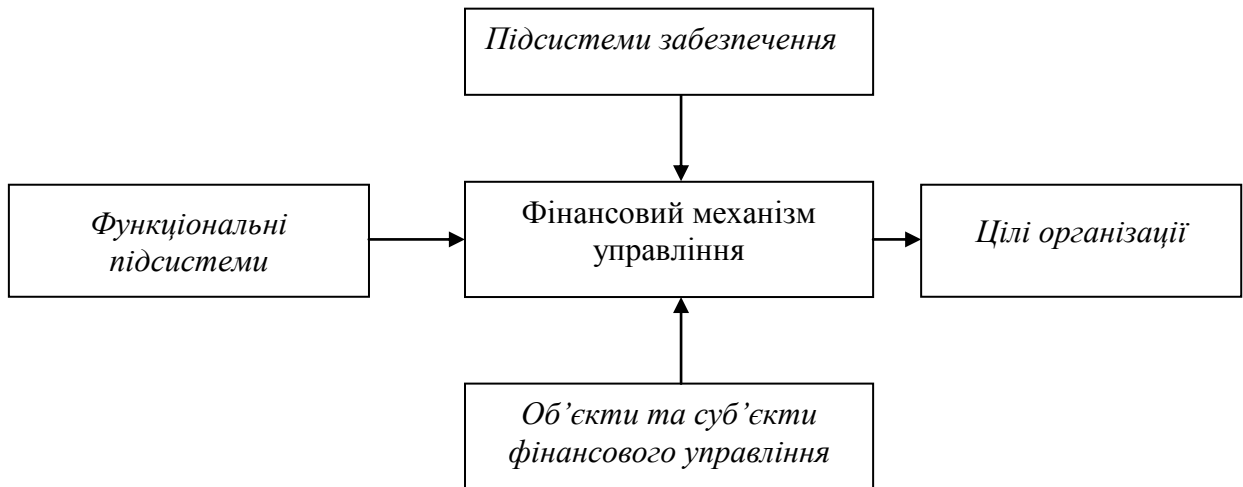 Підсистеми забезпечення
Функціональні
підсистеми
Фінансовий механізм
управління
Цілі організації
Об’єкти та суб’єкти
фінансового управління